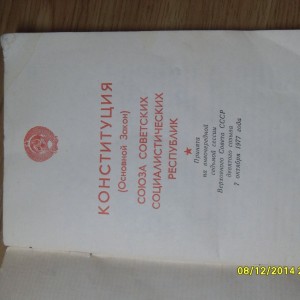 КОНСТИТУЦИЯ
(Основной Закон)
СОЮЗА СОВЕТСКИХ
СОЦИАЛИСТИЧЕСКИХ
РЕСПУБЛИК
Принята
на внеочередной
седьмой сессии
Верховного Совета СССР
девятого созыва
7 октября 1977 года
08/12/2014